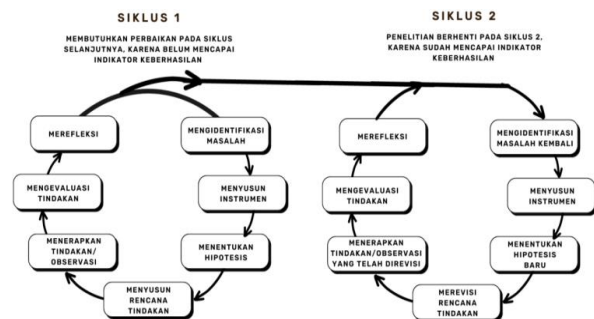 SIKLUS 1
MEMBUTUHKAN PERBAIKAN PADA SIKLUS
SELANJUTNYA, KARENA BELUM MENCAPAI
INDIKATOR KEBERHASILAN
MEREFLEKSI
MENGIDENTIFIKASI
MASALAH
MENGEVALUASI
TINDAKAN
MENYUSUN
INSTRUMEN
MENERAPKAN
TINDAKAN/
OBSERVASI
MENENTUKAN
HIPOTESIS
MENYUSUN
RENCANA
TINDAKAN
SIKLUS 2
PENELITIAN BERHENTI PADA SIKLUS 2,
KARENA SUDAH MENCAPAI INDIKATOR
KEBERHASILAN
MEREFLEKSI
MENGIDENTIFIKASI
MASALAH KEMBALI
MENGEVALUASI
TINDAKAN
MENYUSUN
INSTRUMEN
MENERAPKAN
TINDAKAN/OBSERVASI
YANG TELAH DIREVISI
MENENTUKAN
HIPOTESIS
BARU
MEREVISI
RENCANA
TINDAKAN